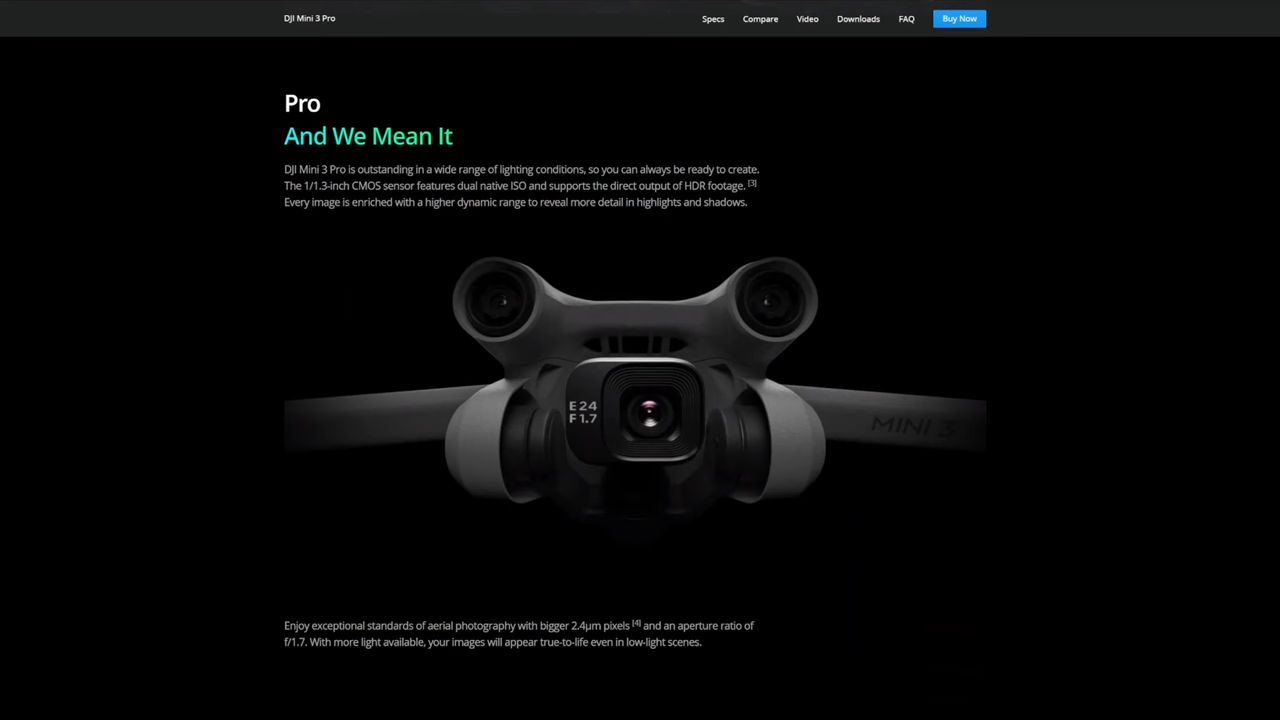 DJI Mini 3 Pro
Specs Compare Video Downloads FAQ Buy Now
Pro
And We Mean It
DJI Mini 3 Pro is outstanding in a wide range of lighting conditions, so you can always be ready to create.
The 1/1.3-inch CMOS sensor features dual native ISO and supports the direct output of HDR footage. [3]
Every image is enriched with a higher dynamic range to reveal more detail in highlights and shadows.
E24
F1.7
MINI 3
Enjoy exceptional standards of aerial photography with bigger 2.4μm pixels [4] and an aperture ratio of
f/1.7. With more light available, your images will appear true-to-life even in low-light scenes.